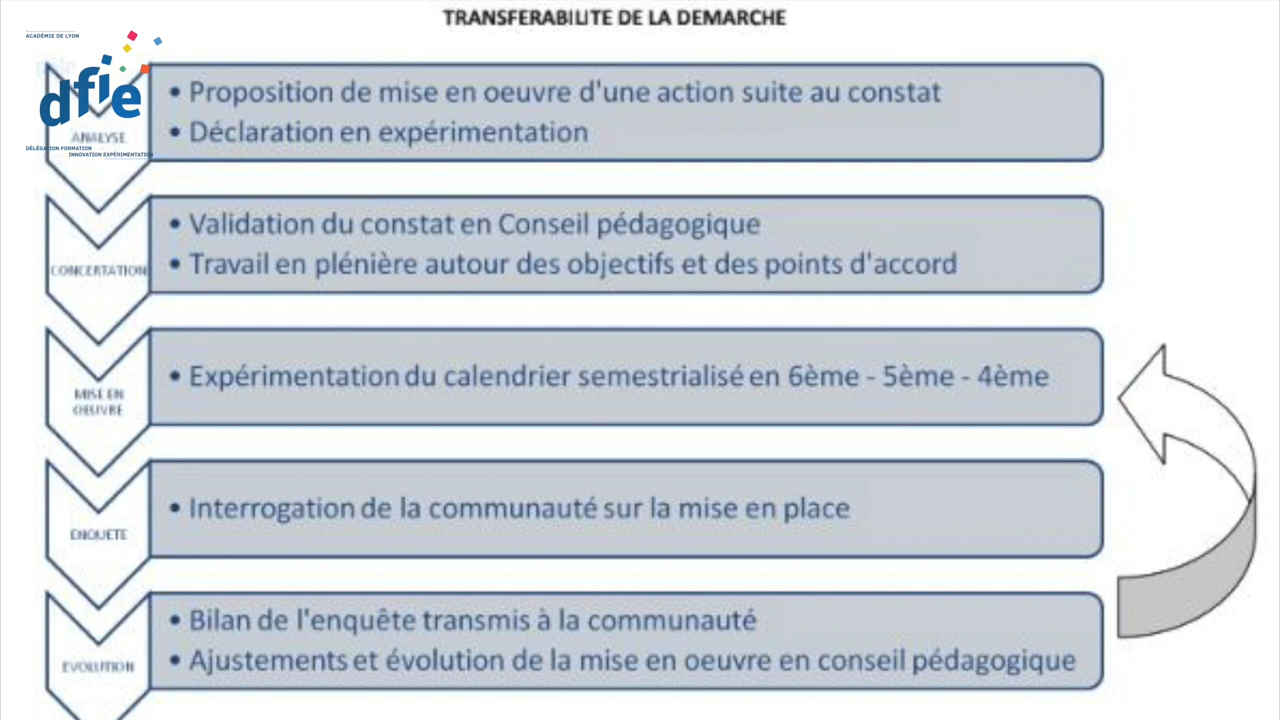 TRANSFERABILITE DE LA DEMARCHE
ACADÉMIE DE LYON
dfie
DÉLÉGATION FORMATION
INNOVATION EXPÉRIMENTATION
ANALYSE
• Proposition de mise en oeuvre d'une action suite au constat
• Déclaration en expérimentation
CONCERTATION
• Validation du constat en Conseil pédagogique
• Travail en plénière autour des objectifs et des points d'accord
MISE EN
OEUVRE
• Expérimentation du calendrier semestrialisé en 6ème - 5ème - 4ème
ENQUETE
• Interrogation de la communauté sur la mise en place
EVOLUTION
• Bilan de l'enquête transmis à la communauté
• Ajustements et évolution de la mise en oeuvre en conseil pédagogique